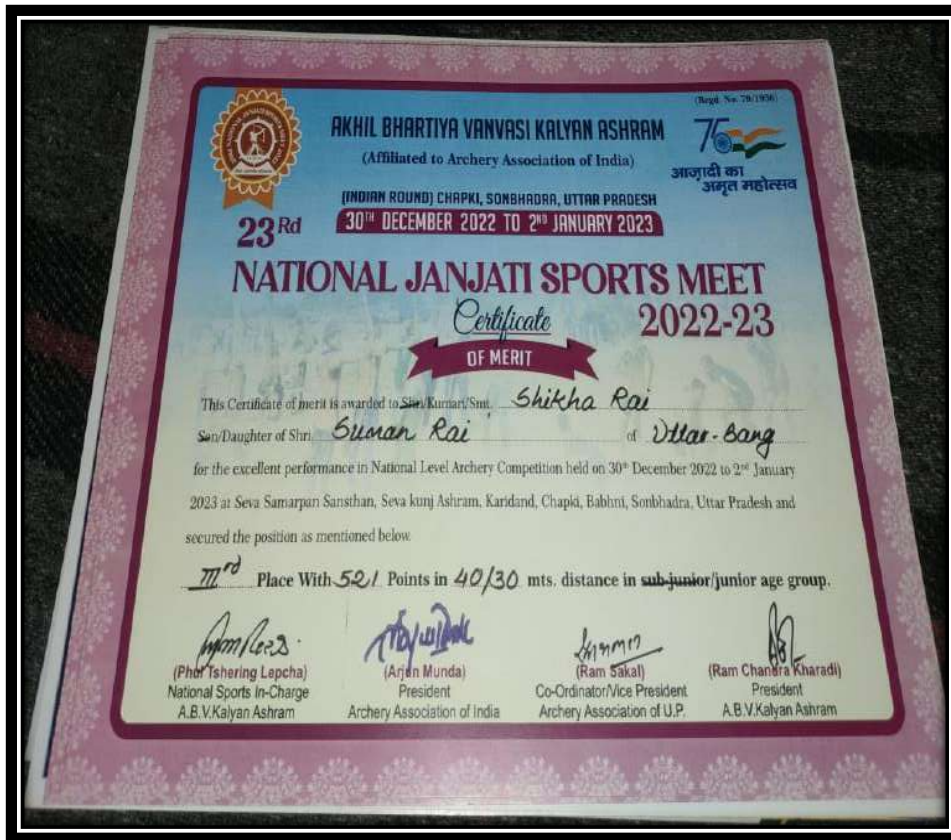 (Regd. No. 79/1956)
AKHIL BHARTIYA VANVASI KALYAN ASHRAM
(Affiliated to Archery Association of India)
75
आज़ादी का
अमृत महोत्सव
(INDIAN ROUND) CHAPKI, SONBHADRA, UTTAR PRADESH
30TH DECEMBER 2022 TO 2ND JANUARY 2023
23Rd
NATIONAL JANJATI SPORTS MEET
2022-23
Certificate
OF MERIT
This Certificate of merit is awarded to Shri/Kumari/Smt. Shikha Rai
Son/Daughter of Shri. Suman Rai of Uttar-Bang
for the excellent performance in National Level Archery Competition held on 30th December 2022 to 2nd January
2023 at Seva Samarpan Sansthan, Seva kunj Ashram, Karidand, Chapki, Babhni, Sonbhadra, Uttar Pradesh and
secured the position as mentioned below.
IIIrd Place With 521 Points in 40/30 mts. distance in sub-junior/junior age group.
(Phur Tshering Lepcha) (Arjun Munda) (Ram Sakal) (Ram Chandra Kharadi)
National Sports In-Charge President Co-Ordinator/Vice President President
A.B.V.Kalyan Ashram Archery Association of India Archery Association of U.P. A.B.V.Kalyan Ashram